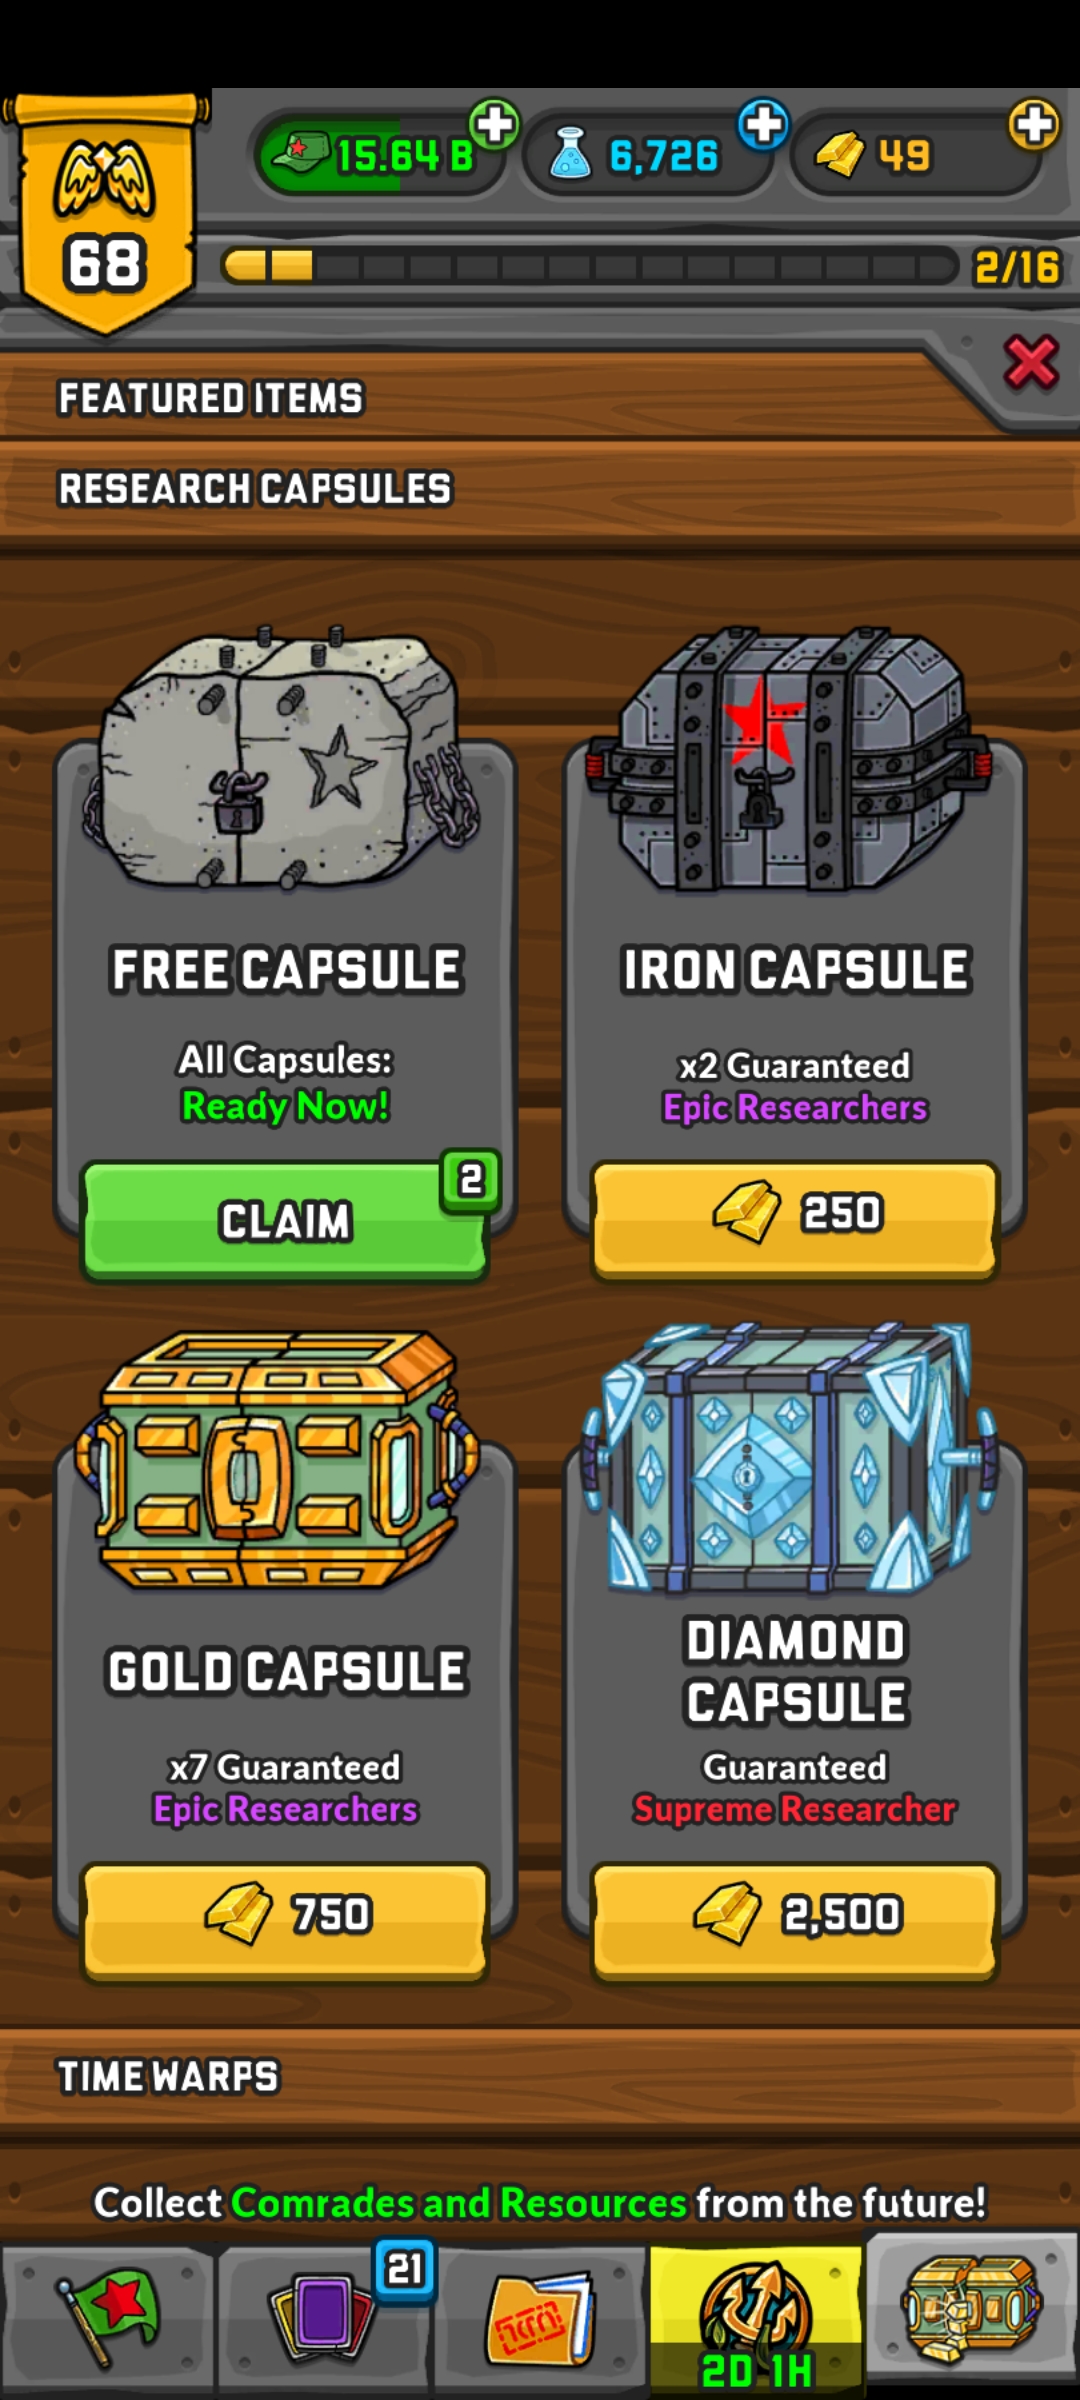 15.64 B
6,726
49
68
2/16
FEATURED ITEMS
RESEARCH CAPSULES
FREE CAPSULE
All Capsules:
Ready Now!
CLAIM
2
IRON CAPSULE
x2 Guaranteed
Epic Researchers
250
GOLD CAPSULE
x7 Guaranteed
Epic Researchers
750
DIAMOND
CAPSULE
Guaranteed
Supreme Researcher
2,500
TIME WARPS
Collect Comrades and Resources from the future!
21
2D 1H